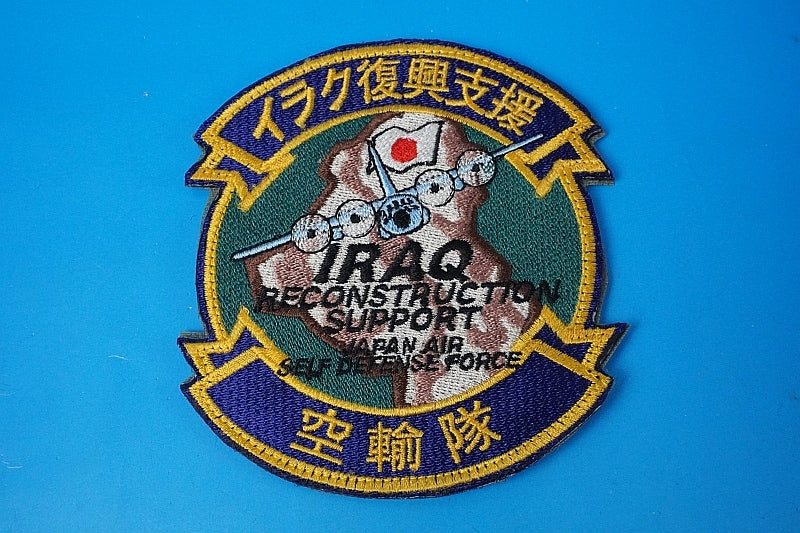 イラク復興支援
IRAQ
RECONSTRUCTION
SUPPORT
JAPAN AIR
SELF DEFENSE FORCE
空輸隊